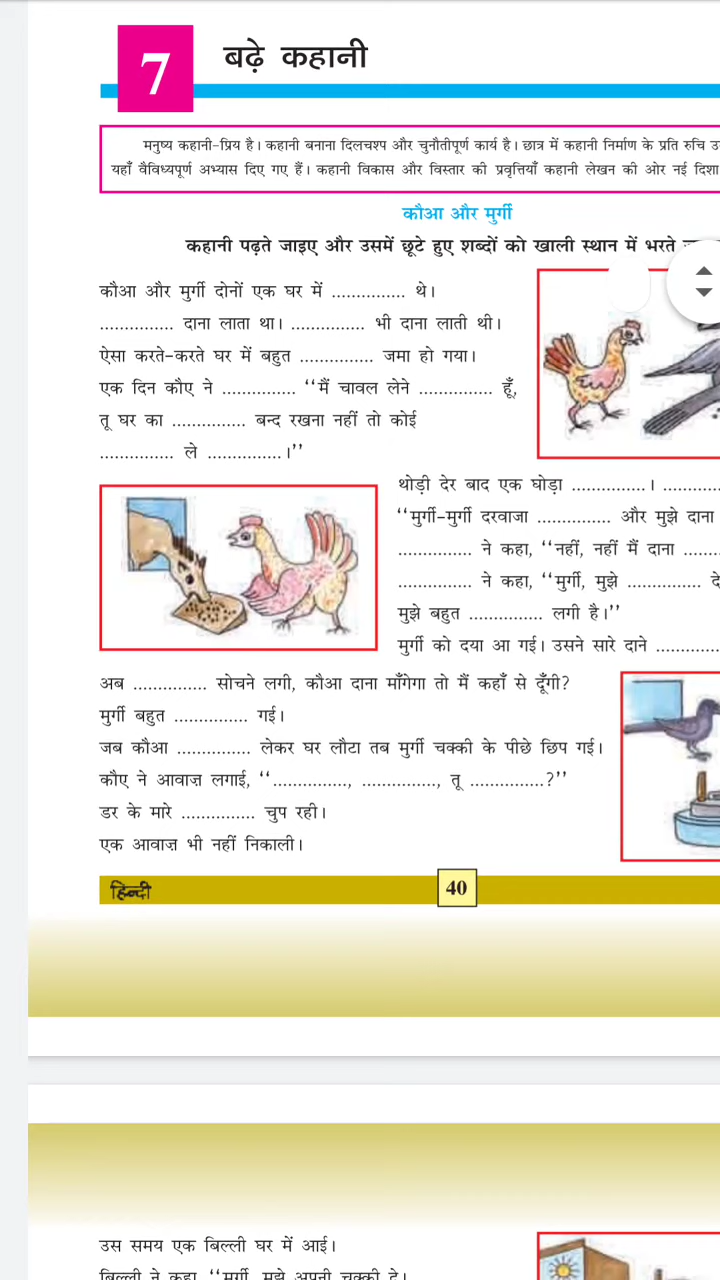 7
बढ़े कहानी
मनुष्य कहानी-प्रिय है। कहानी बनाना दिलचश्प और चुनौतीपूर्ण कार्य है। छात्र में कहानी निर्माण के प्रति रुचि
यहाँ वैविध्यपूर्ण अभ्यास दिए गए हैं। कहानी विकास और विस्तार की प्रवृत्तियाँ कहानी लेखन की ओर नई दिशा
कौआ और मुर्गी
कहानी पढ़ते जाइए और उसमें छूटे हुए शब्दों को खाली स्थान में भरते
कौआ और मुर्गी दोनों एक घर में ............... थे।
............... दाना लाता था। ............... भी दाना लाती थी।
ऐसा करते-करते घर में बहुत ............... जमा हो गया।
एक दिन कौए ने ............... ‘‘मैं चावल लेने ............... हूँ,
तू घर का ............... बन्द रखना नहीं तो कोई
............... ले ...............।’’
थोड़ी देर बाद एक घोड़ा ...............। ...........
‘‘मुर्गी-मुर्गी दरवाजा ............... और मुझे दाना
............... ने कहा, ‘‘नहीं, नहीं मैं दाना .......
............... ने कहा, ‘‘मुर्गी, मुझे ............... दे
मुझे बहुत ............... लगी है।’’
मुर्गी को दया आ गई। उसने सारे दाने .............
अब ............... सोचने लगी, कौआ दाना माँगेगा तो मैं कहाँ से दूँगी?
मुर्गी बहुत ............... गई।
जब कौआ ............... लेकर घर लौटा तब मुर्गी चक्की के पीछे छिप गई।
कौए ने आवाज़ लगाई, ‘‘..............., ..............., तू ...............?’’
डर के मारे ............... चुप रही।
एक आवाज़ भी नहीं निकाली।
हिन्दी
40
उस समय एक बिल्ली घर में आई।
बिल्ली ने कहा, ‘‘मुर्गी, मुझे अपनी चक्की दे।